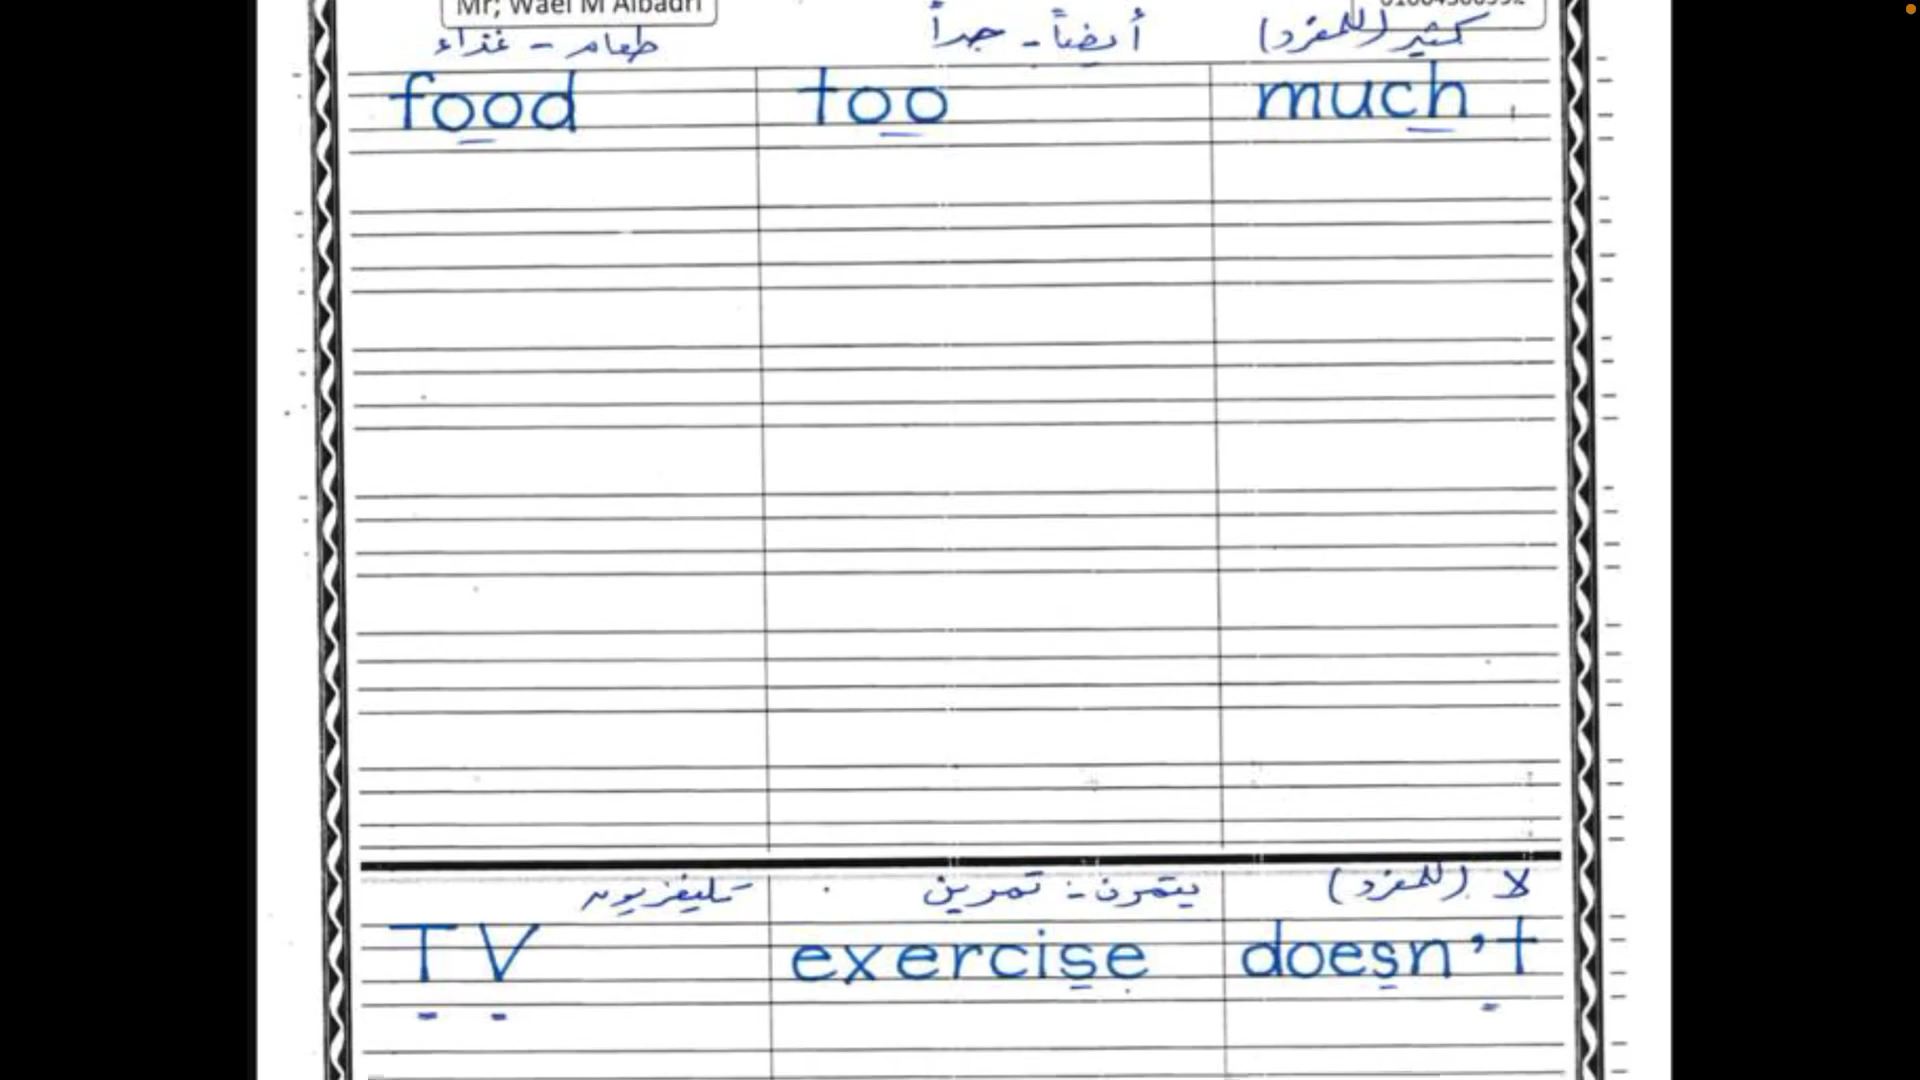 Mr; Wael M Albadri
طعام - غذاء أيضاً - جداً كثير (للمفرد)
food too much
تليفزيون يتمرن - تمرين لا (للمفرد)
TV exercise doesn't